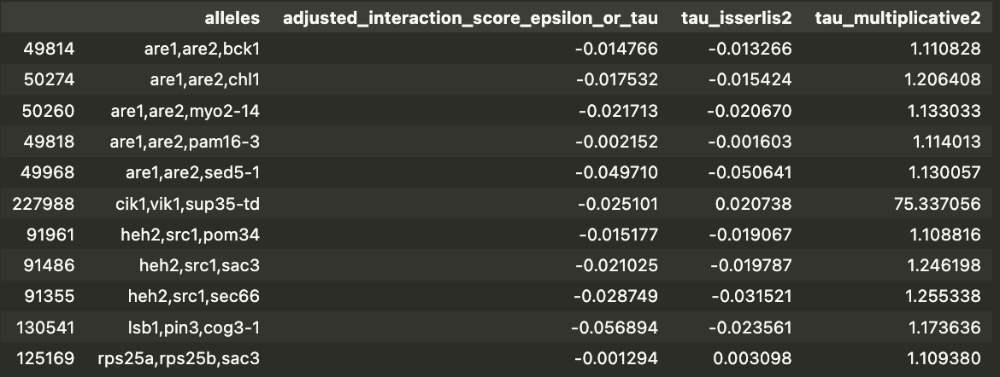 alleles adjusted_interaction_score_epsilon_or_tau tau_isserlis2 tau_multiplicative2
49814 are1,are2,bck1 -0.014766 -0.013266 1.110828
50274 are1,are2,chl1 -0.017532 -0.015424 1.206408
50260 are1,are2,myo2-14 -0.021713 -0.020670 1.133033
49818 are1,are2,pam16-3 -0.002152 -0.001603 1.114013
49968 are1,are2,sed5-1 -0.049710 -0.050641 1.130057
227988 cik1,vik1,sup35-td -0.025101 0.020738 75.337056
91961 heh2,src1,pom34 -0.015177 -0.019067 1.108816
91486 heh2,src1,sac3 -0.021025 -0.019787 1.246198
91355 heh2,src1,sec66 -0.028749 -0.031521 1.255338
130541 lsb1,pin3,cog3-1 -0.056894 -0.023561 1.173636
125169 rps25a,rps25b,sac3 -0.001294 0.003098 1.109380